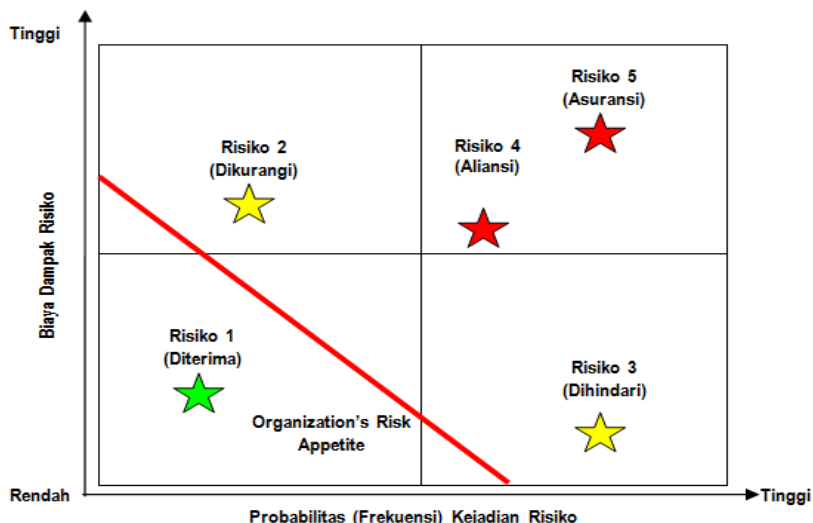 Tinggi
Risiko 5
(Asuransi)
Risiko 2
(Dikurangi)
Risiko 4
(Aliansi)
Biaya Dampak Risiko
Risiko 1
(Diterima)
Risiko 3
(Dihindari)
Organization's Risk
Appetite
Rendah
Tinggi
Probabilitas (Frekuensi) Kejadian Risiko